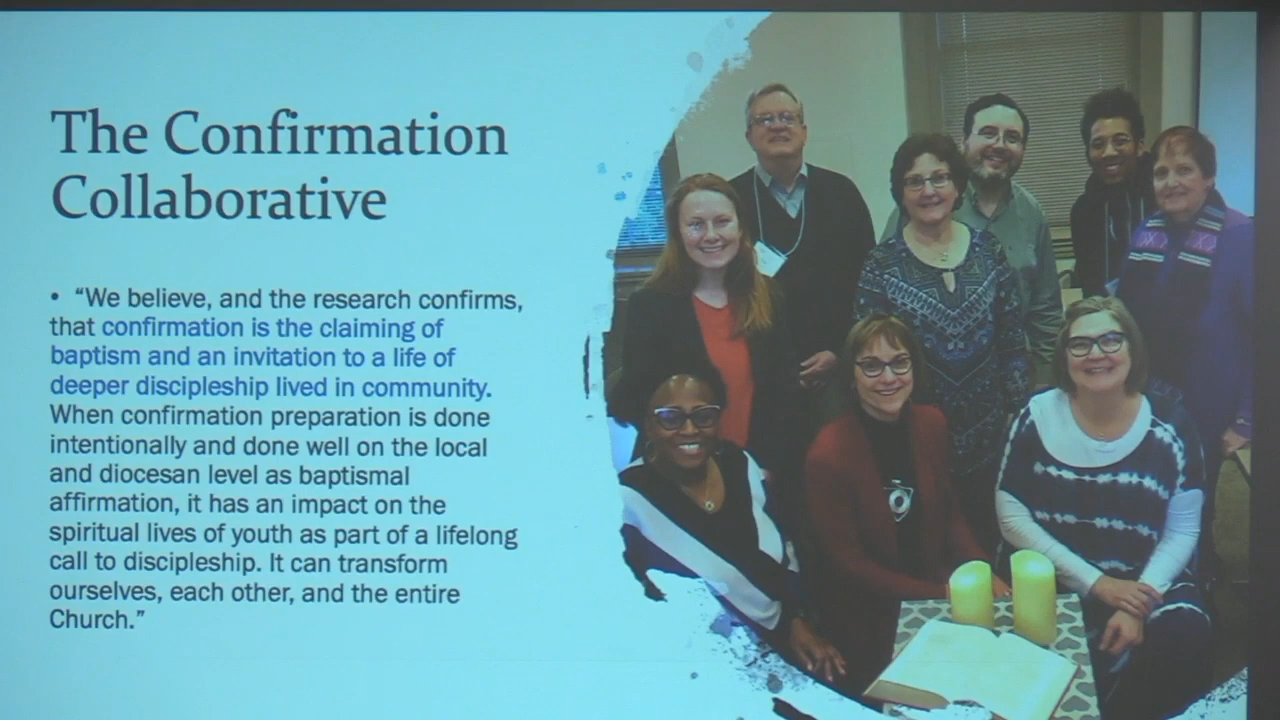 The Confirmation
Collaborative
• “We believe, and the research confirms,
that confirmation is the claiming of
baptism and an invitation to a life of
deeper discipleship lived in community.
When confirmation preparation is done
intentionally and done well on the local
and diocesan level as baptismal
affirmation, it has an impact on the
spiritual lives of youth as part of a lifelong
call to discipleship. It can transform
ourselves, each other, and the entire
Church.”